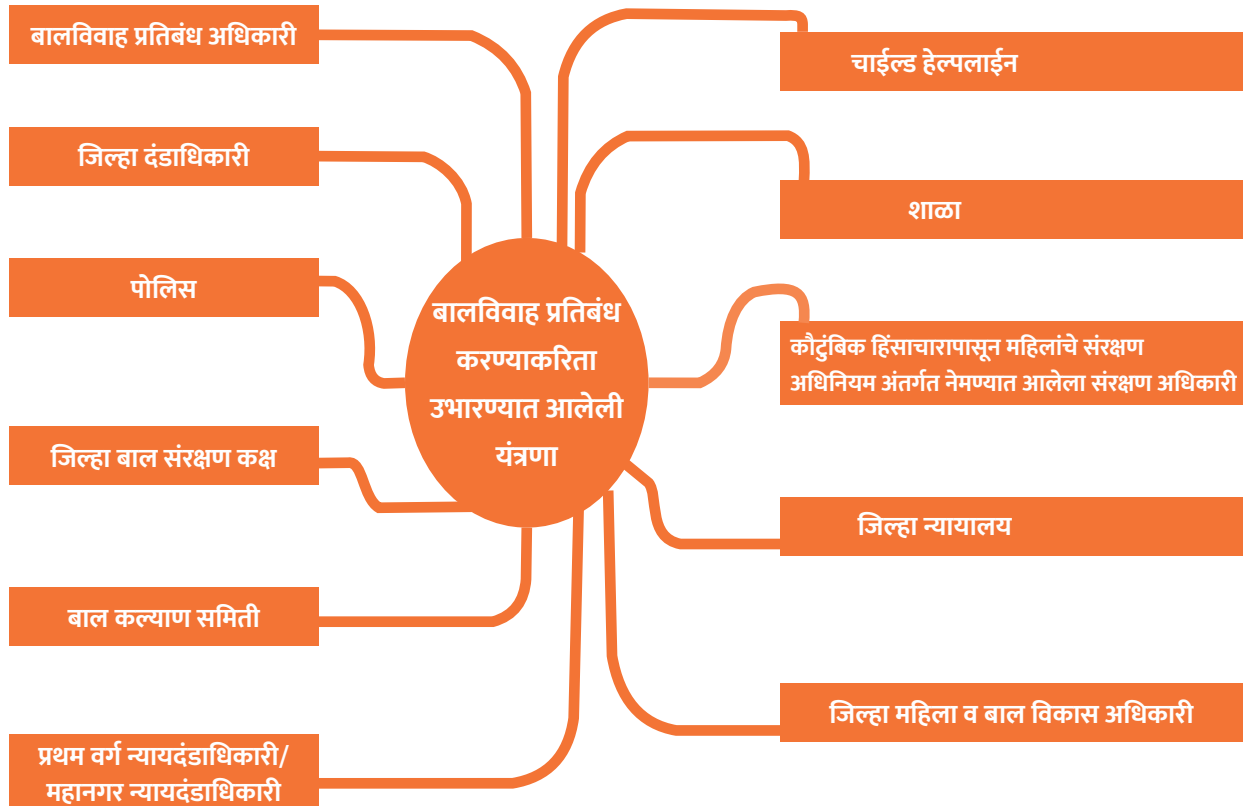 बालविवाह प्रतिबंध अधिकारी
जिल्हा दंडाधिकारी
पोलिस
जिल्हा बाल संरक्षण कक्ष
बाल कल्याण समिती
प्रथम वर्ग न्यायदंडाधिकारी/
महानगर न्यायदंडाधिकारी
बालविवाह प्रतिबंध
करण्याकरिता
उभारण्यात आलेली
यंत्रणा
चाईल्ड हेल्पलाईन
शाळा
कौटुंबिक हिंसाचारापासून महिलांचे संरक्षण
अधिनियम अंतर्गत नेमण्यात आलेला संरक्षण अधिकारी
जिल्हा न्यायालय
जिल्हा महिला व बाल विकास अधिकारी